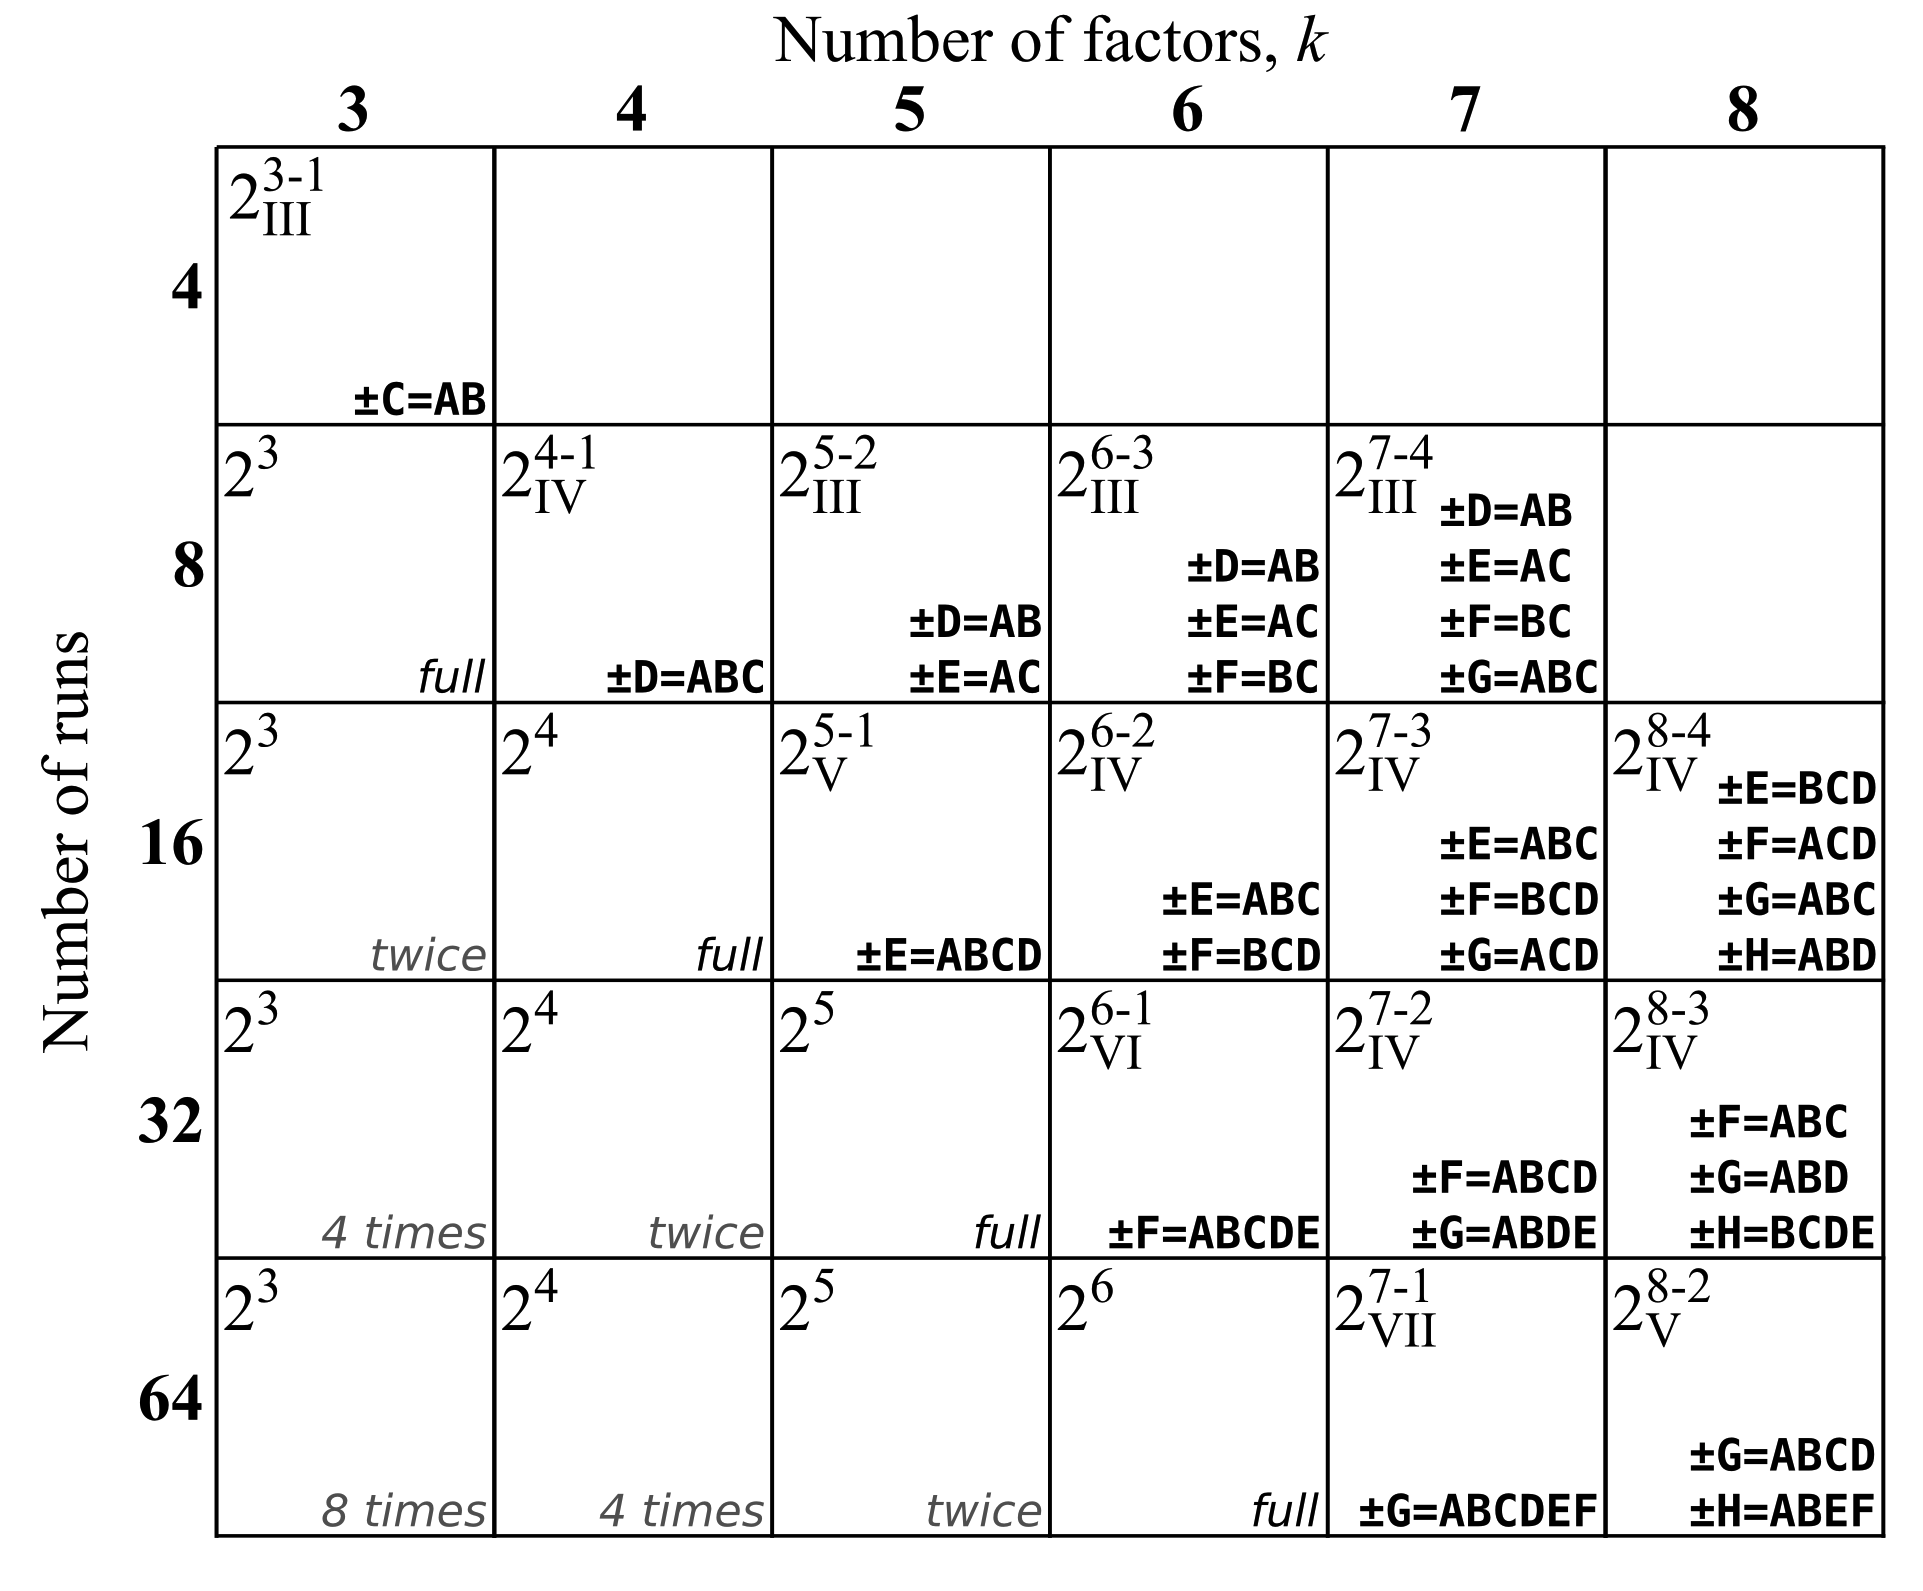 Number of factors, k
3 4 5 6 7 8
Number of runs
4
2^{3-1}_{III}
±C=AB
8
2^3
full
2^{4-1}_{IV}
±D=ABC
2^{5-2}_{III}
±D=AB
±E=AC
2^{6-3}_{III}
±D=AB
±E=AC
±F=BC
2^{7-4}_{III}
±D=AB
±E=AC
±F=BC
±G=ABC
16
2^3
twice
2^4
full
2^{5-1}_{V}
±E=ABCD
2^{6-2}_{IV}
±E=ABC
±F=BCD
2^{7-3}_{IV}
±E=ABC
±F=BCD
±G=ACD
2^{8-4}_{IV}
±E=BCD
±F=ACD
±G=ABC
±H=ABD
32
2^3
4 times
2^4
twice
2^5
full
2^{6-1}_{VI}
±F=ABCDE
2^{7-2}_{IV}
±F=ABCD
±G=ABDE
2^{8-3}_{IV}
±F=ABC
±G=ABD
±H=BCDE
64
2^3
8 times
2^4
4 times
2^5
twice
2^6
full
2^{7-1}_{VII}
±G=ABCDEF
2^{8-2}_{V}
±G=ABCD
±H=ABEF